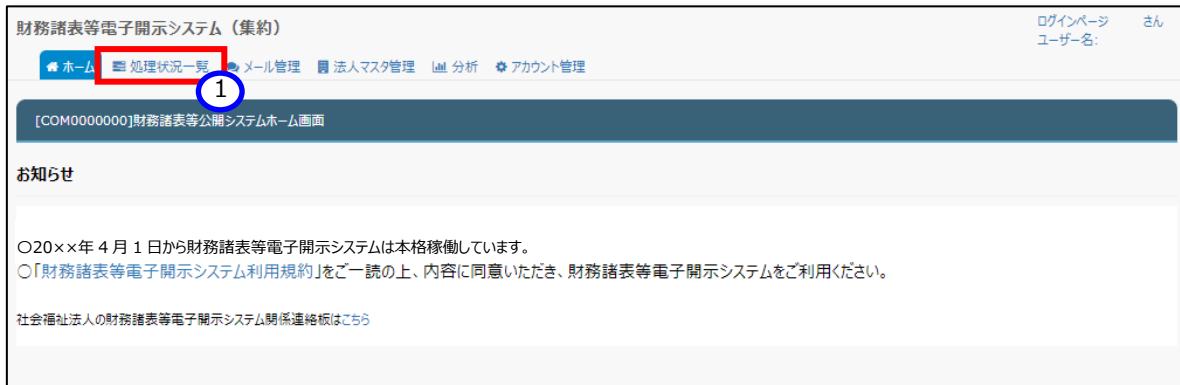 財務諸表等電子開示システム（集約）
ログインページ　さん
ユーザー名:
ホーム　処理状況一覧　メール管理　法人マスタ管理　分析　アカウント管理
1
[COM0000000]財務諸表等公開システムホーム画面
お知らせ
〇20××年４月１日から財務諸表等電子開示システムは本格稼働しています。
〇「財務諸表等電子開示システム利用規約」をご一読の上、内容に同意いただき、財務諸表等電子開示システムをご利用ください。
社会福祉法人の財務諸表等電子開示システム関係連絡板はこちら